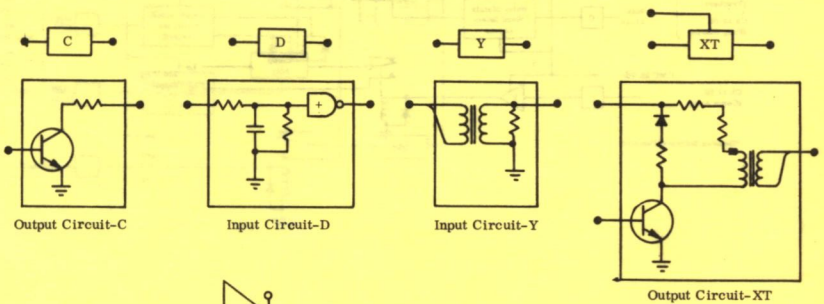 C
D
Y
XT
+
Output Circuit-C
Input Circuit-D
Input Circuit-Y
Output Circuit-XT